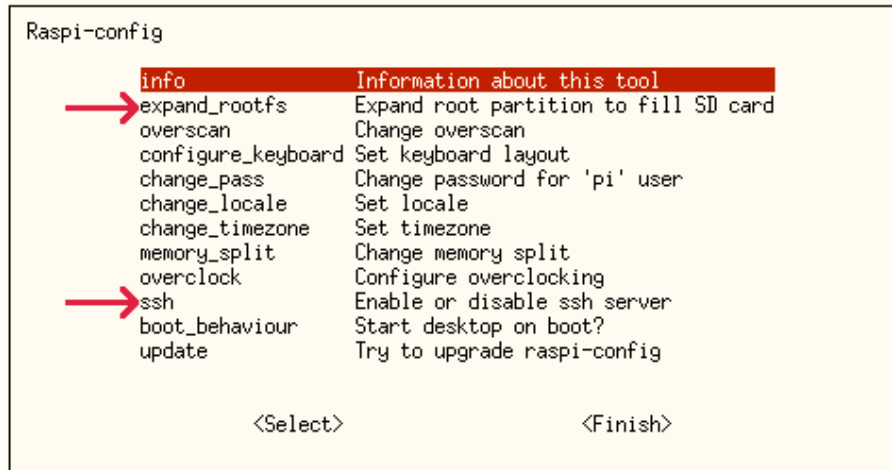 Raspi-config
info Information about this tool
expand_rootfs Expand root partition to fill SD card
overscan Change overscan
configure_keyboard Set keyboard layout
change_pass Change password for 'pi' user
change_locale Set locale
change_timezone Set timezone
memory_split Change memory split
overclock Configure overclocking
ssh Enable or disable ssh server
boot_behaviour Start desktop on boot?
update Try to upgrade raspi-config
<Select> <Finish>